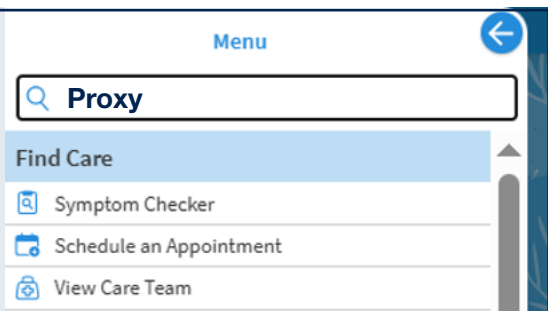 Menu
Proxy
Find Care
Symptom Checker
Schedule an Appointment
View Care Team